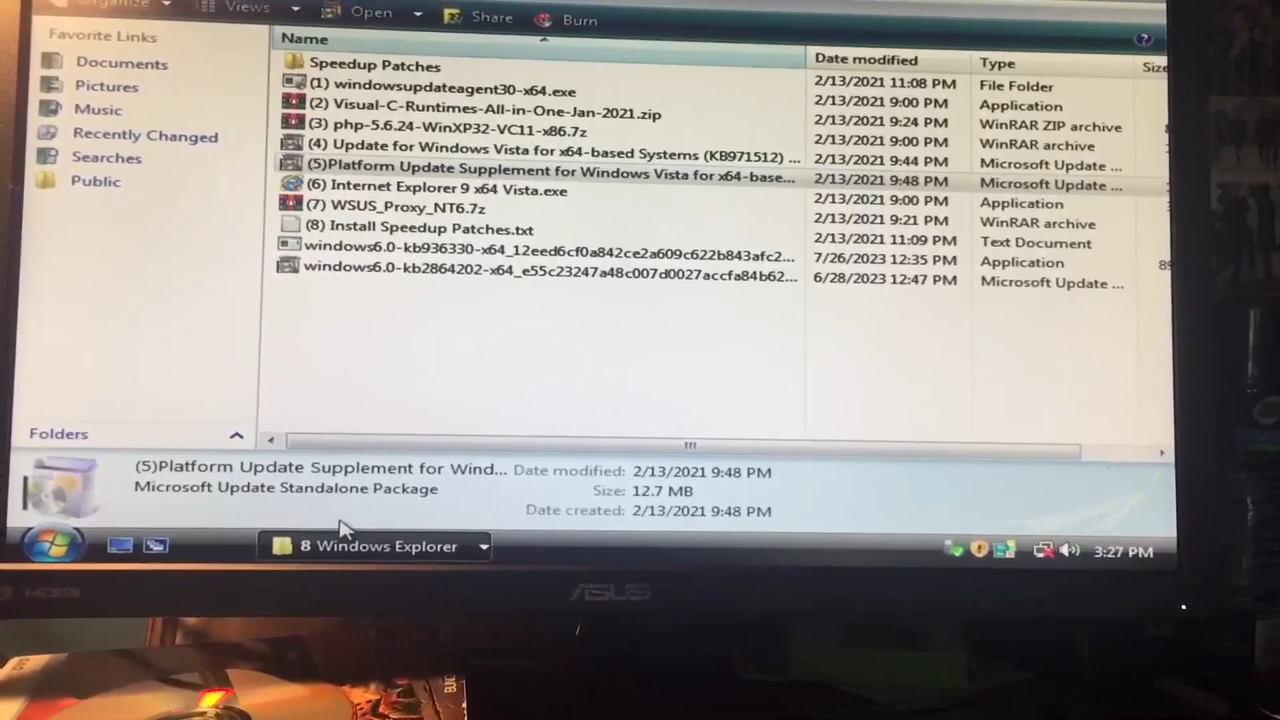 Organize Views Open Share Burn
Favorite Links
Documents
Pictures
Music
Recently Changed
Searches
Public
Folders
Name Date modified Type Size
Speedup Patches 2/13/2021 11:08 PM File Folder
(1) windowsupdateagent30-x64.exe 2/13/2021 9:00 PM Application
(2) Visual-C-Runtimes-All-in-One-Jan-2021.zip 2/13/2021 9:24 PM WinRAR ZIP archive
(3) php-5.6.24-WinXP32-VC11-x86.7z 2/13/2021 9:00 PM WinRAR archive
(4) Update for Windows Vista for x64-based Systems (KB971512) ... 2/13/2021 9:44 PM Microsoft Update ...
(5)Platform Update Supplement for Windows Vista for x64-base... 2/13/2021 9:48 PM Microsoft Update ...
(6) Internet Explorer 9 x64 Vista.exe 2/13/2021 9:00 PM Application
(7) WSUS_Proxy_NT6.7z 2/13/2021 9:21 PM WinRAR archive
(8) Install Speedup Patches.txt 2/13/2021 11:09 PM Text Document
windows6.0-kb936330-x64_12eed6cf0a842ce2a609c622b843afc2... 7/26/2023 12:35 PM Application 89
windows6.0-kb2864202-x64_e55c23247a48c007d0027accfa84b62... 6/28/2023 12:47 PM Microsoft Update ...
(5)Platform Update Supplement for Wind... Date modified: 2/13/2021 9:48 PM
Microsoft Update Standalone Package Size: 12.7 MB
Date created: 2/13/2021 9:48 PM
8 Windows Explorer 3:27 PM
HDMI ASUS